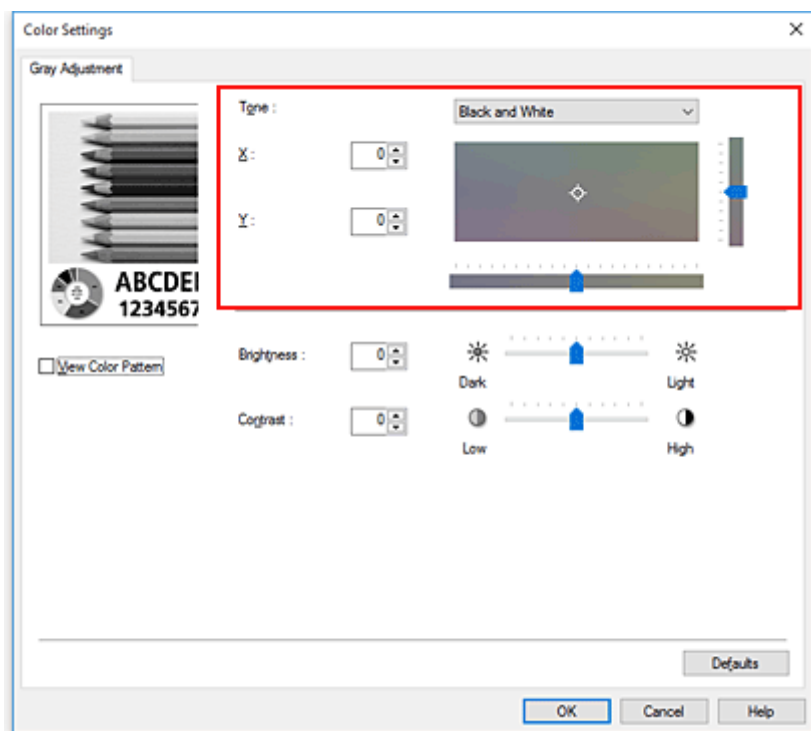 Color Settings
Gray Adjustment
Tone :
Black and White
X :
0
Y :
0
ABCDE
1234567
View Color Pattern
Brightness :
0
Dark
Light
Contrast :
0
Low
High
Defaults
OK
Cancel
Help